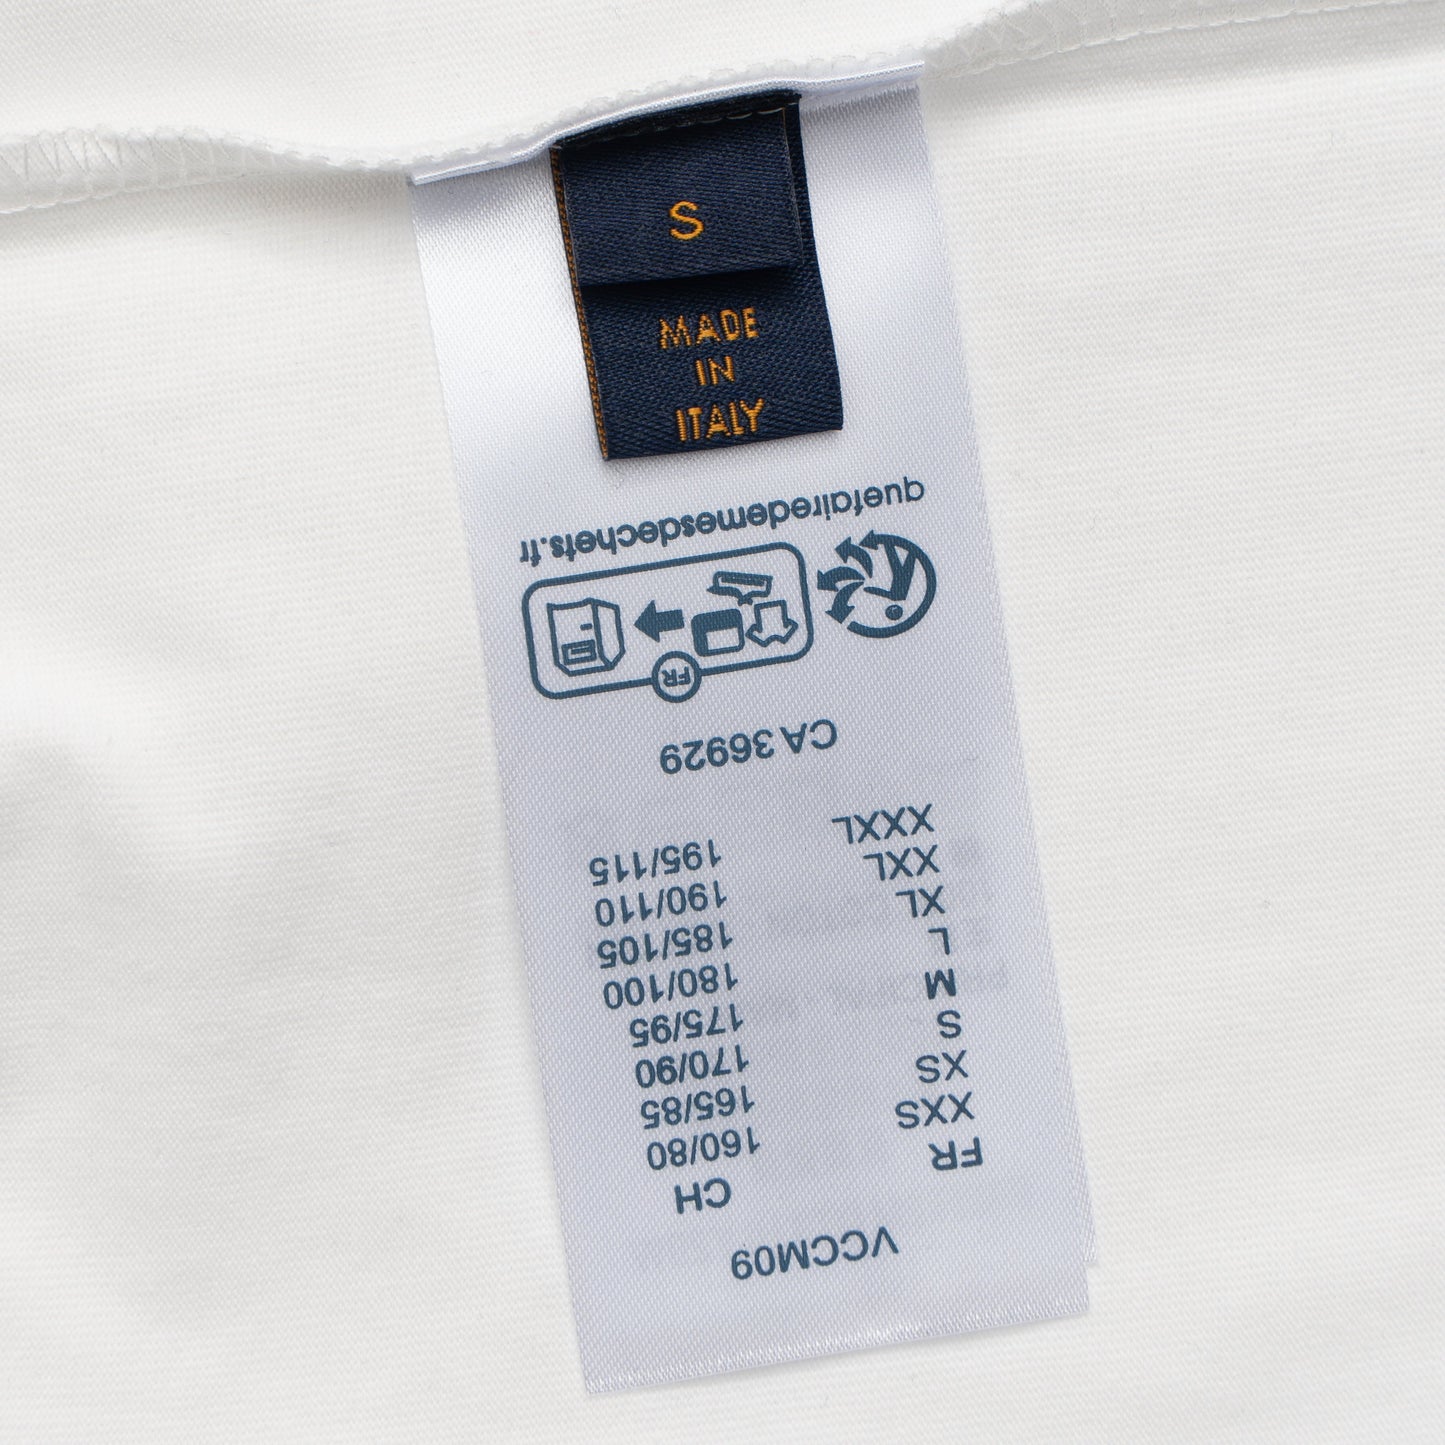 S
MADE
IN
ITALY
VCCM09
FR CH
XXS 160/80
XS 165/85
S 170/90
M 175/95
L 180/100
XL 185/105
XXL 190/110
XXXL 195/115
CA 36929
FR
quefairedemesdechets.fr